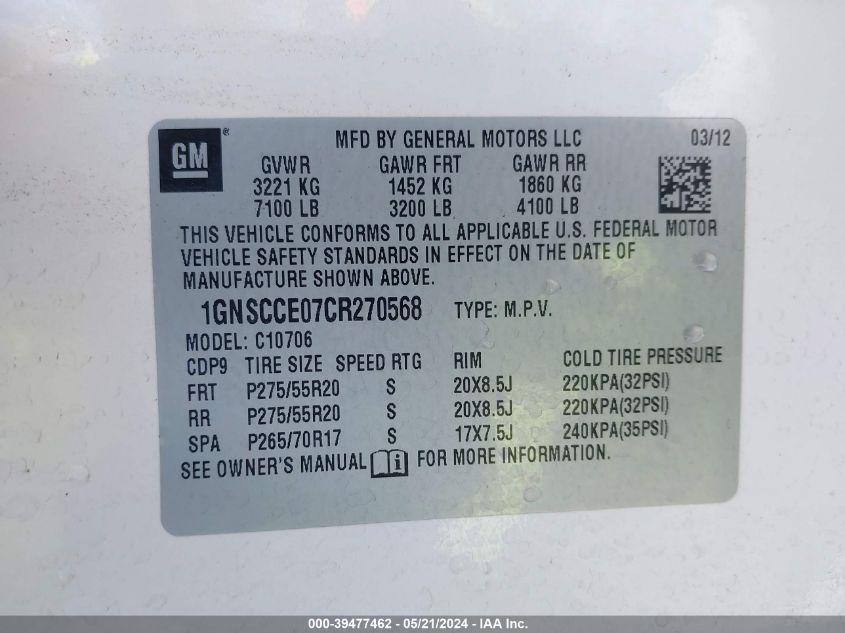 GM ® MFD BY GENERAL MOTORS LLC 03/12
GVWR GAWR FRT GAWR RR
3221 KG 1452 KG 1860 KG
7100 LB 3200 LB 4100 LB
THIS VEHICLE CONFORMS TO ALL APPLICABLE U.S. FEDERAL MOTOR
VEHICLE SAFETY STANDARDS IN EFFECT ON THE DATE OF
MANUFACTURE SHOWN ABOVE.
1GNSCCE07CR270568 TYPE: M.P.V.
MODEL: C10706
CDP9 TIRE SIZE SPEED RTG RIM COLD TIRE PRESSURE
FRT P275/55R20 S 20X8.5J 220KPA(32PSI)
RR P275/55R20 S 20X8.5J 220KPA(32PSI)
SPA P265/70R17 S 17X7.5J 240KPA(35PSI)
SEE OWNER'S MANUAL i FOR MORE INFORMATION.
000-39477462 - 05/21/2024 - IAA Inc.